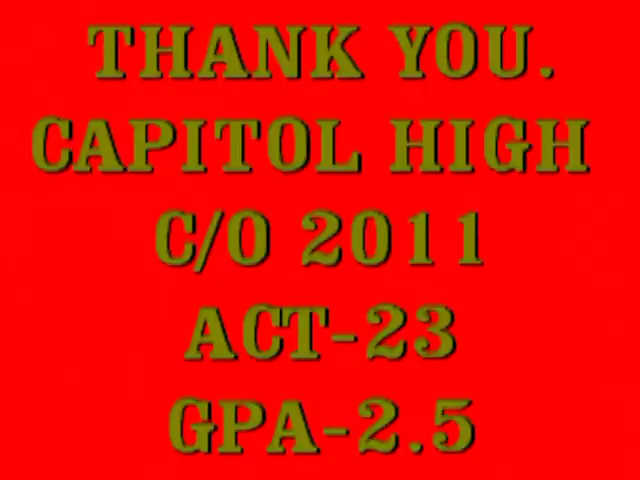 THANK YOU.
CAPITOL HIGH
C/O 2011
ACT-23
GPA-2.5